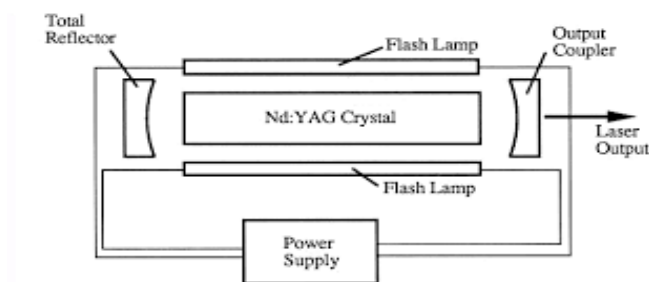 Total
Reflector
Flash Lamp
Output
Coupler
Nd:YAG Crystal
Laser
Output
Flash Lamp
Power
Supply